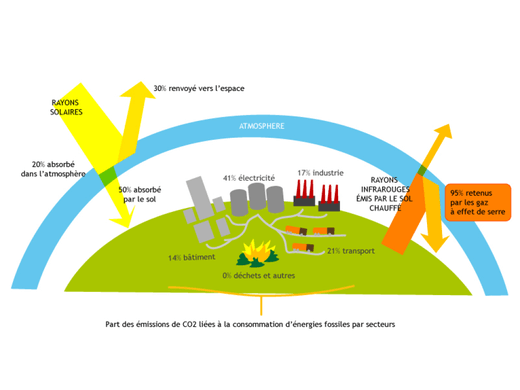 30% renvoyé vers l'espace
RAYONS
SOLAIRES
ATMOSPHERE
20% absorbé
dans l'atmosphère
50% absorbé
par le sol
41% électricité
17% industrie
RAYONS
INFRAROUGES
ÉMIS PAR LE SOL
CHAUFFÉ
95% retenus
par les gaz
à effet de serre
14% bâtiment
21% transport
0% déchets et autres
Part des émissions de CO2 liées à la consommation d'énergies fossiles par secteurs